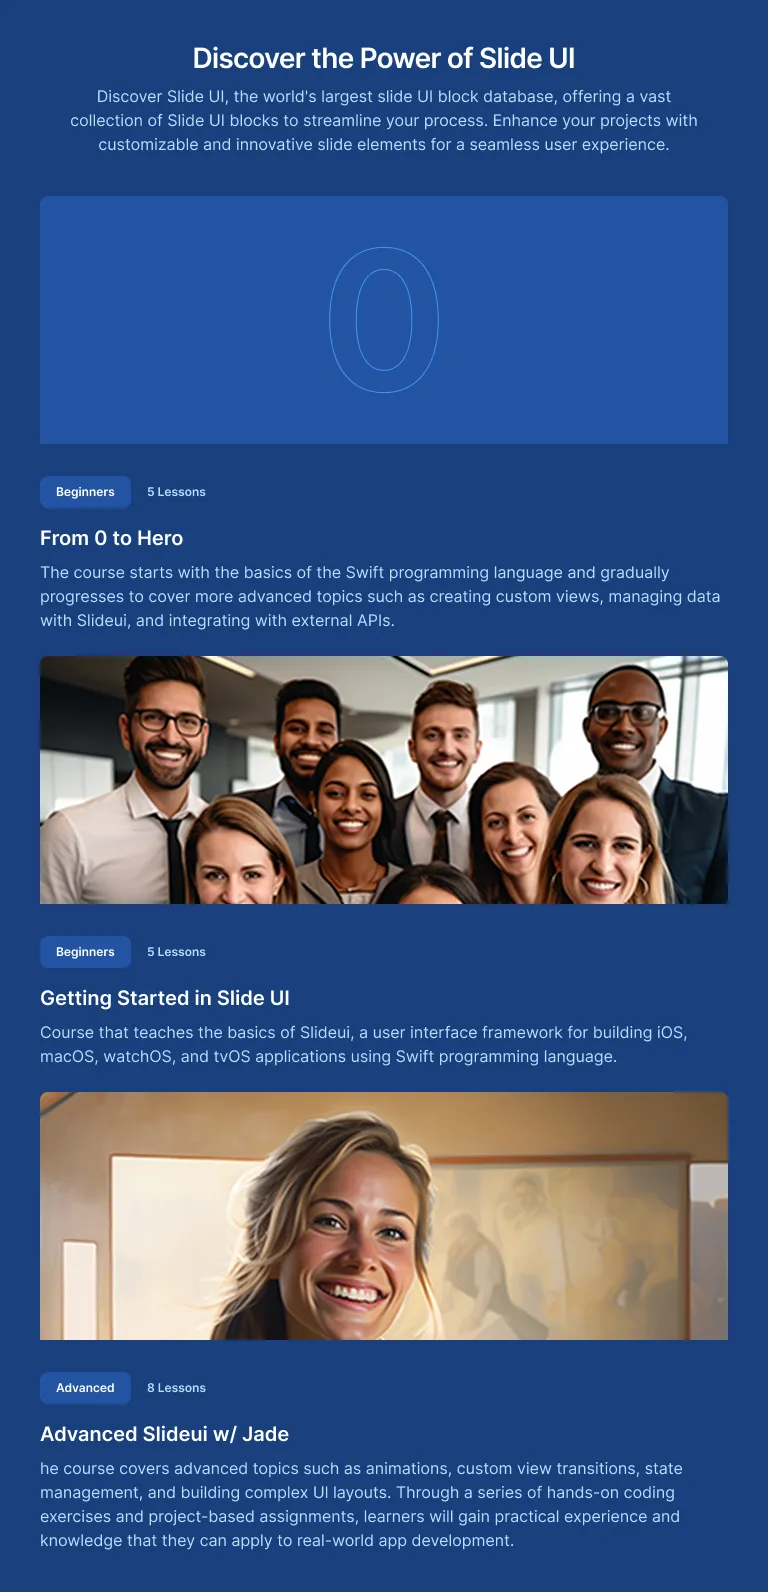 Discover the Power of Slide UI
Discover Slide UI, the world's largest slide UI block database, offering a vast
collection of Slide UI blocks to streamline your process. Enhance your projects with
customizable and innovative slide elements for a seamless user experience.
0
Beginners 5 Lessons
From 0 to Hero
The course starts with the basics of the Swift programming language and gradually
progresses to cover more advanced topics such as creating custom views, managing data
with Slideui, and integrating with external APIs.
Beginners 5 Lessons
Getting Started in Slide UI
Course that teaches the basics of Slideui, a user interface framework for building iOS,
macOS, watchOS, and tvOS applications using Swift programming language.
Advanced 8 Lessons
Advanced Slideui w/ Jade
he course covers advanced topics such as animations, custom view transitions, state
management, and building complex UI layouts. Through a series of hands-on coding
exercises and project-based assignments, learners will gain practical experience and
knowledge that they can apply to real-world app development.